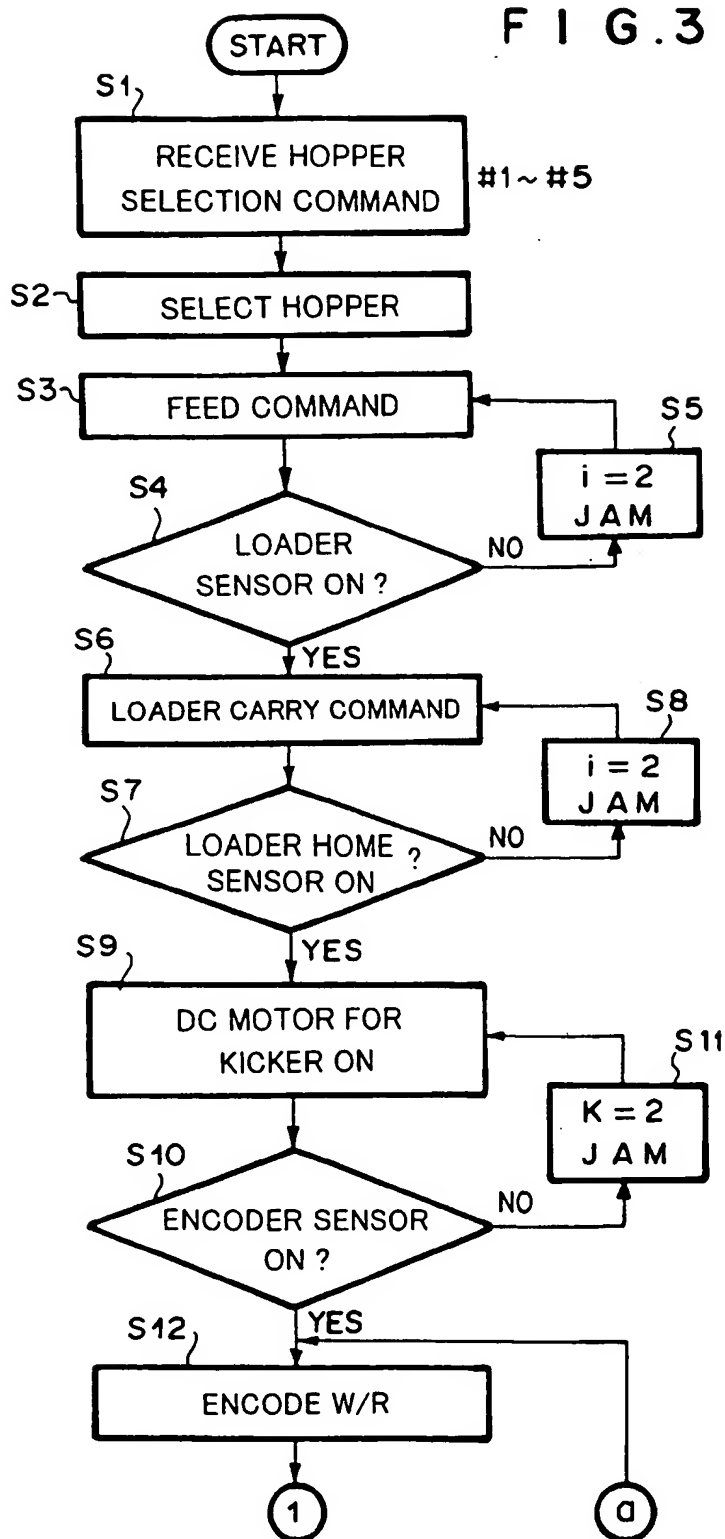 FIG.3
START
S1
RECEIVE HOPPER
SELECTION COMMAND
#1~#5
S2
SELECT HOPPER
S3
FEED COMMAND
S5
i=2
JAM
S4
LOADER
SENSOR ON ?
NO
YES
S6
LOADER CARRY COMMAND
S8
i=2
JAM
S7
LOADER HOME ?
SENSOR ON
NO
YES
S9
DC MOTOR FOR
KICKER ON
S11
K=2
JAM
S10
ENCODER SENSOR
ON ?
NO
YES
S12
ENCODE W/R
1
a